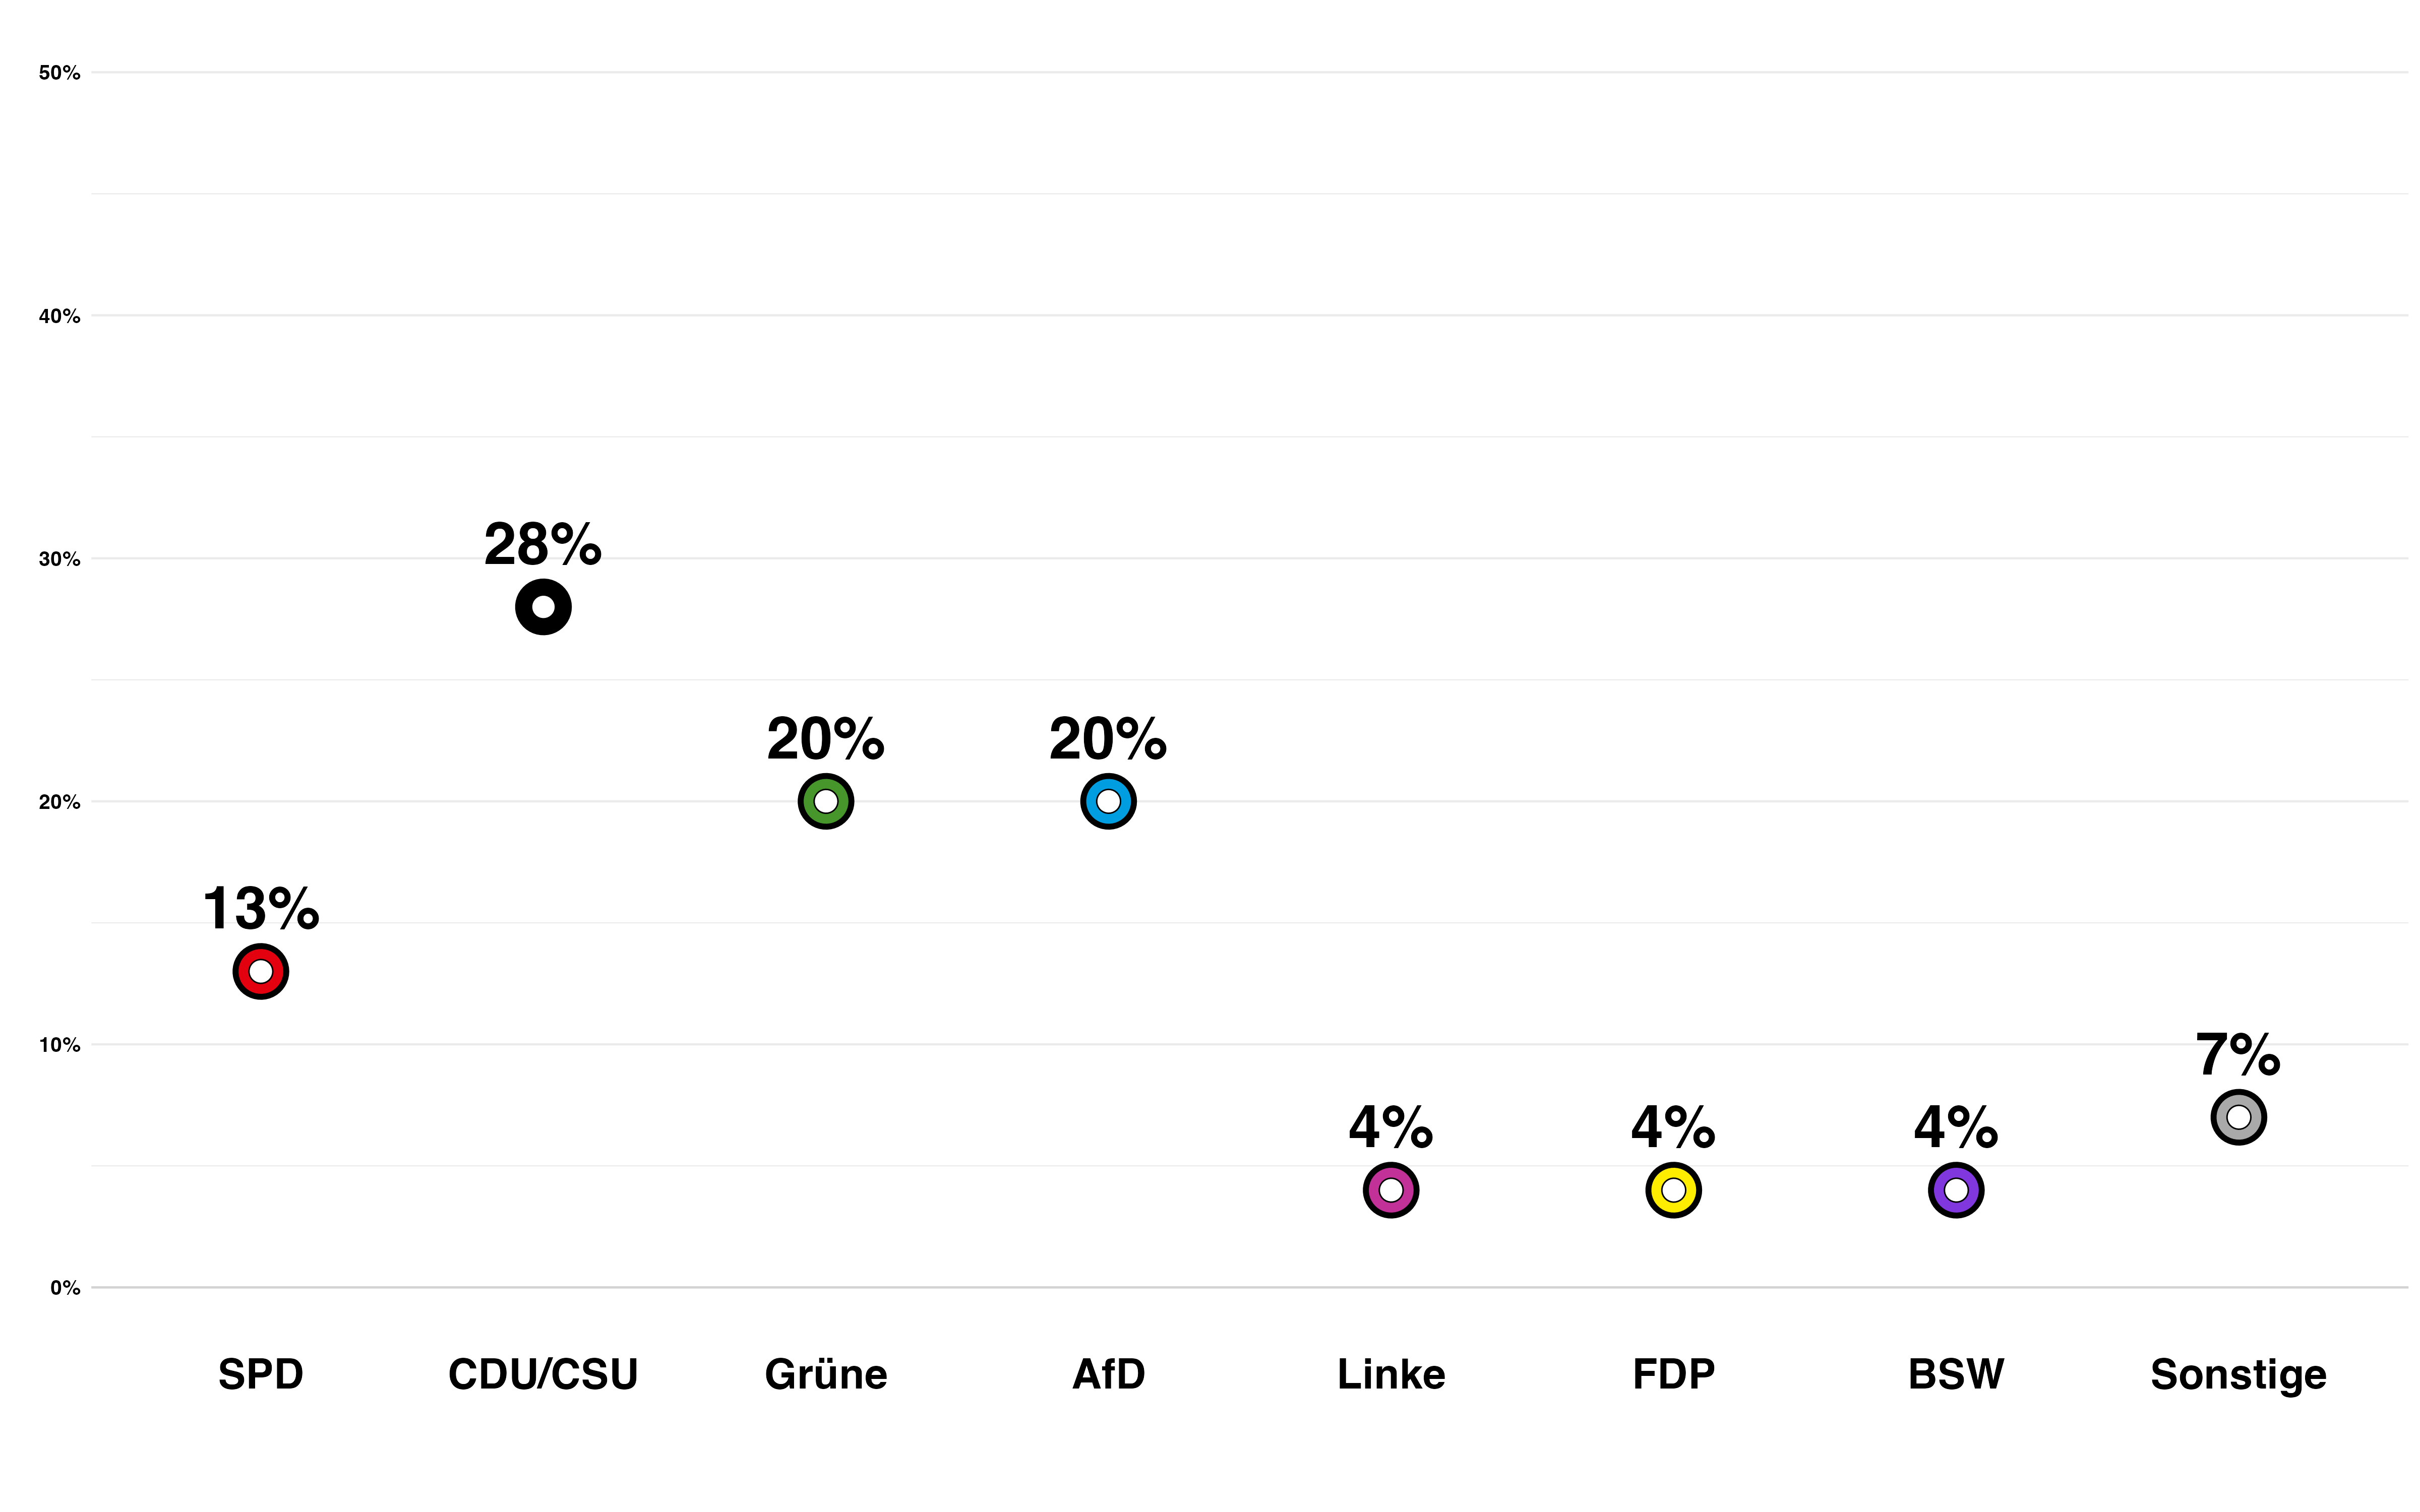 50%
40%
30%
20%
10%
0%
13%
28%
20%
20%
4%
4%
4%
7%
SPD
CDU/CSU
Grüne
AfD
Linke
FDP
BSW
Sonstige